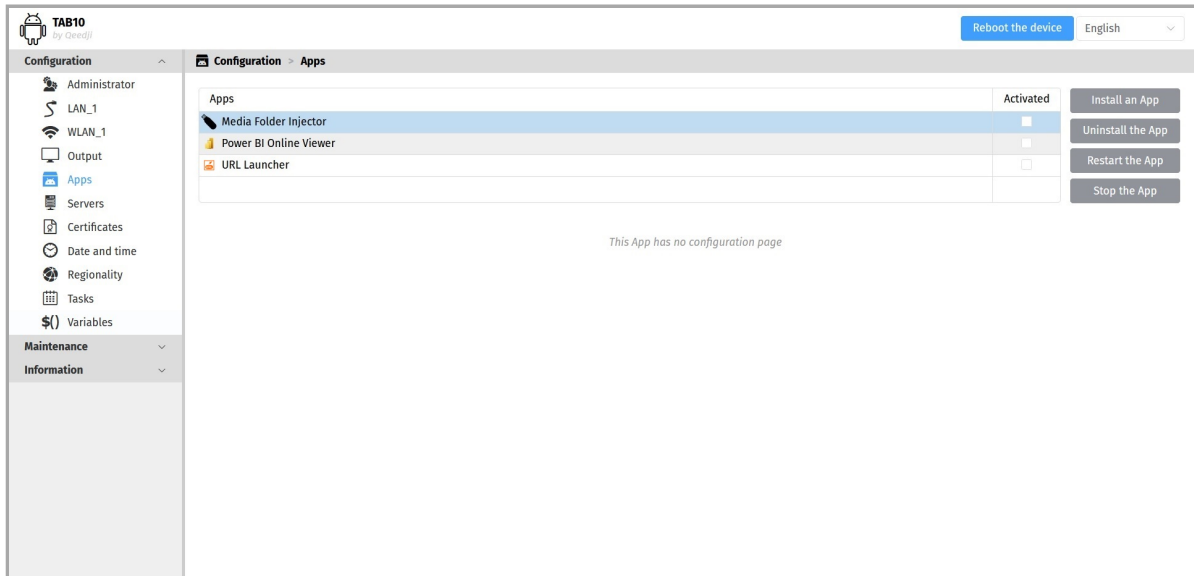 TAB10
by Qeedji
Reboot the device
English
Configuration
Administrator
LAN_1
WLAN_1
Output
Apps
Servers
Certificates
Date and time
Regionality
Tasks
$() Variables
Maintenance
Information
Configuration > Apps
Apps Activated
Media Folder Injector
Power BI Online Viewer
URL Launcher
Install an App
Uninstall the App
Restart the App
Stop the App
This App has no configuration page